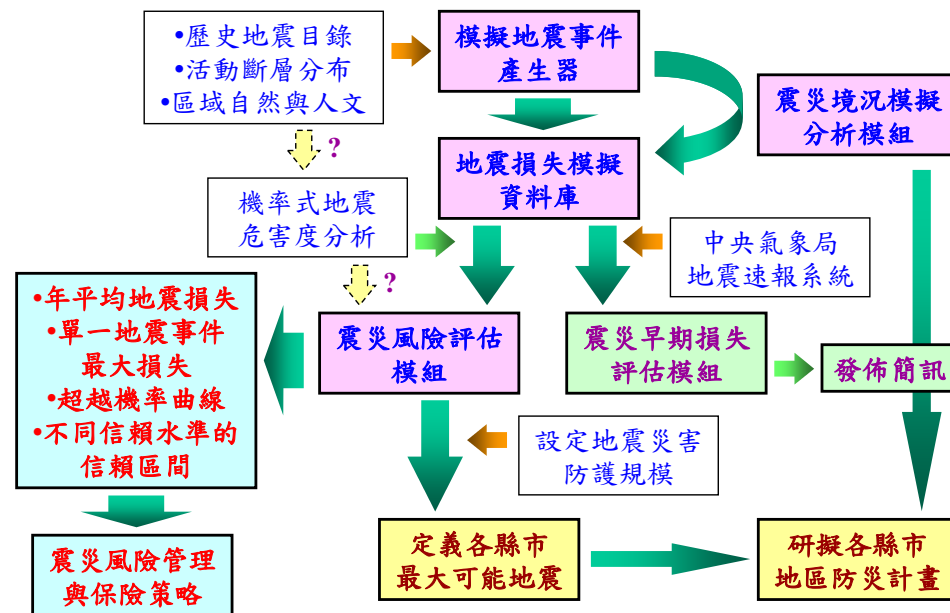 •歷史地震目錄
•活動斷層分布
•區域自然與人文
模擬地震事件
產生器
震災境況模擬
分析模組
?
地震損失模擬
資料庫
機率式地震
危害度分析
中央氣象局
地震速報系統
?
•年平均地震損失
•單一地震事件
最大損失
•超越機率曲線
•不同信賴水準的
信賴區間
震災風險評估
模組
震災早期損失
評估模組
發佈簡訊
設定地震災害
防護規模
震災風險管理
與保險策略
定義各縣市
最大可能地震
研擬各縣市
地區防災計畫